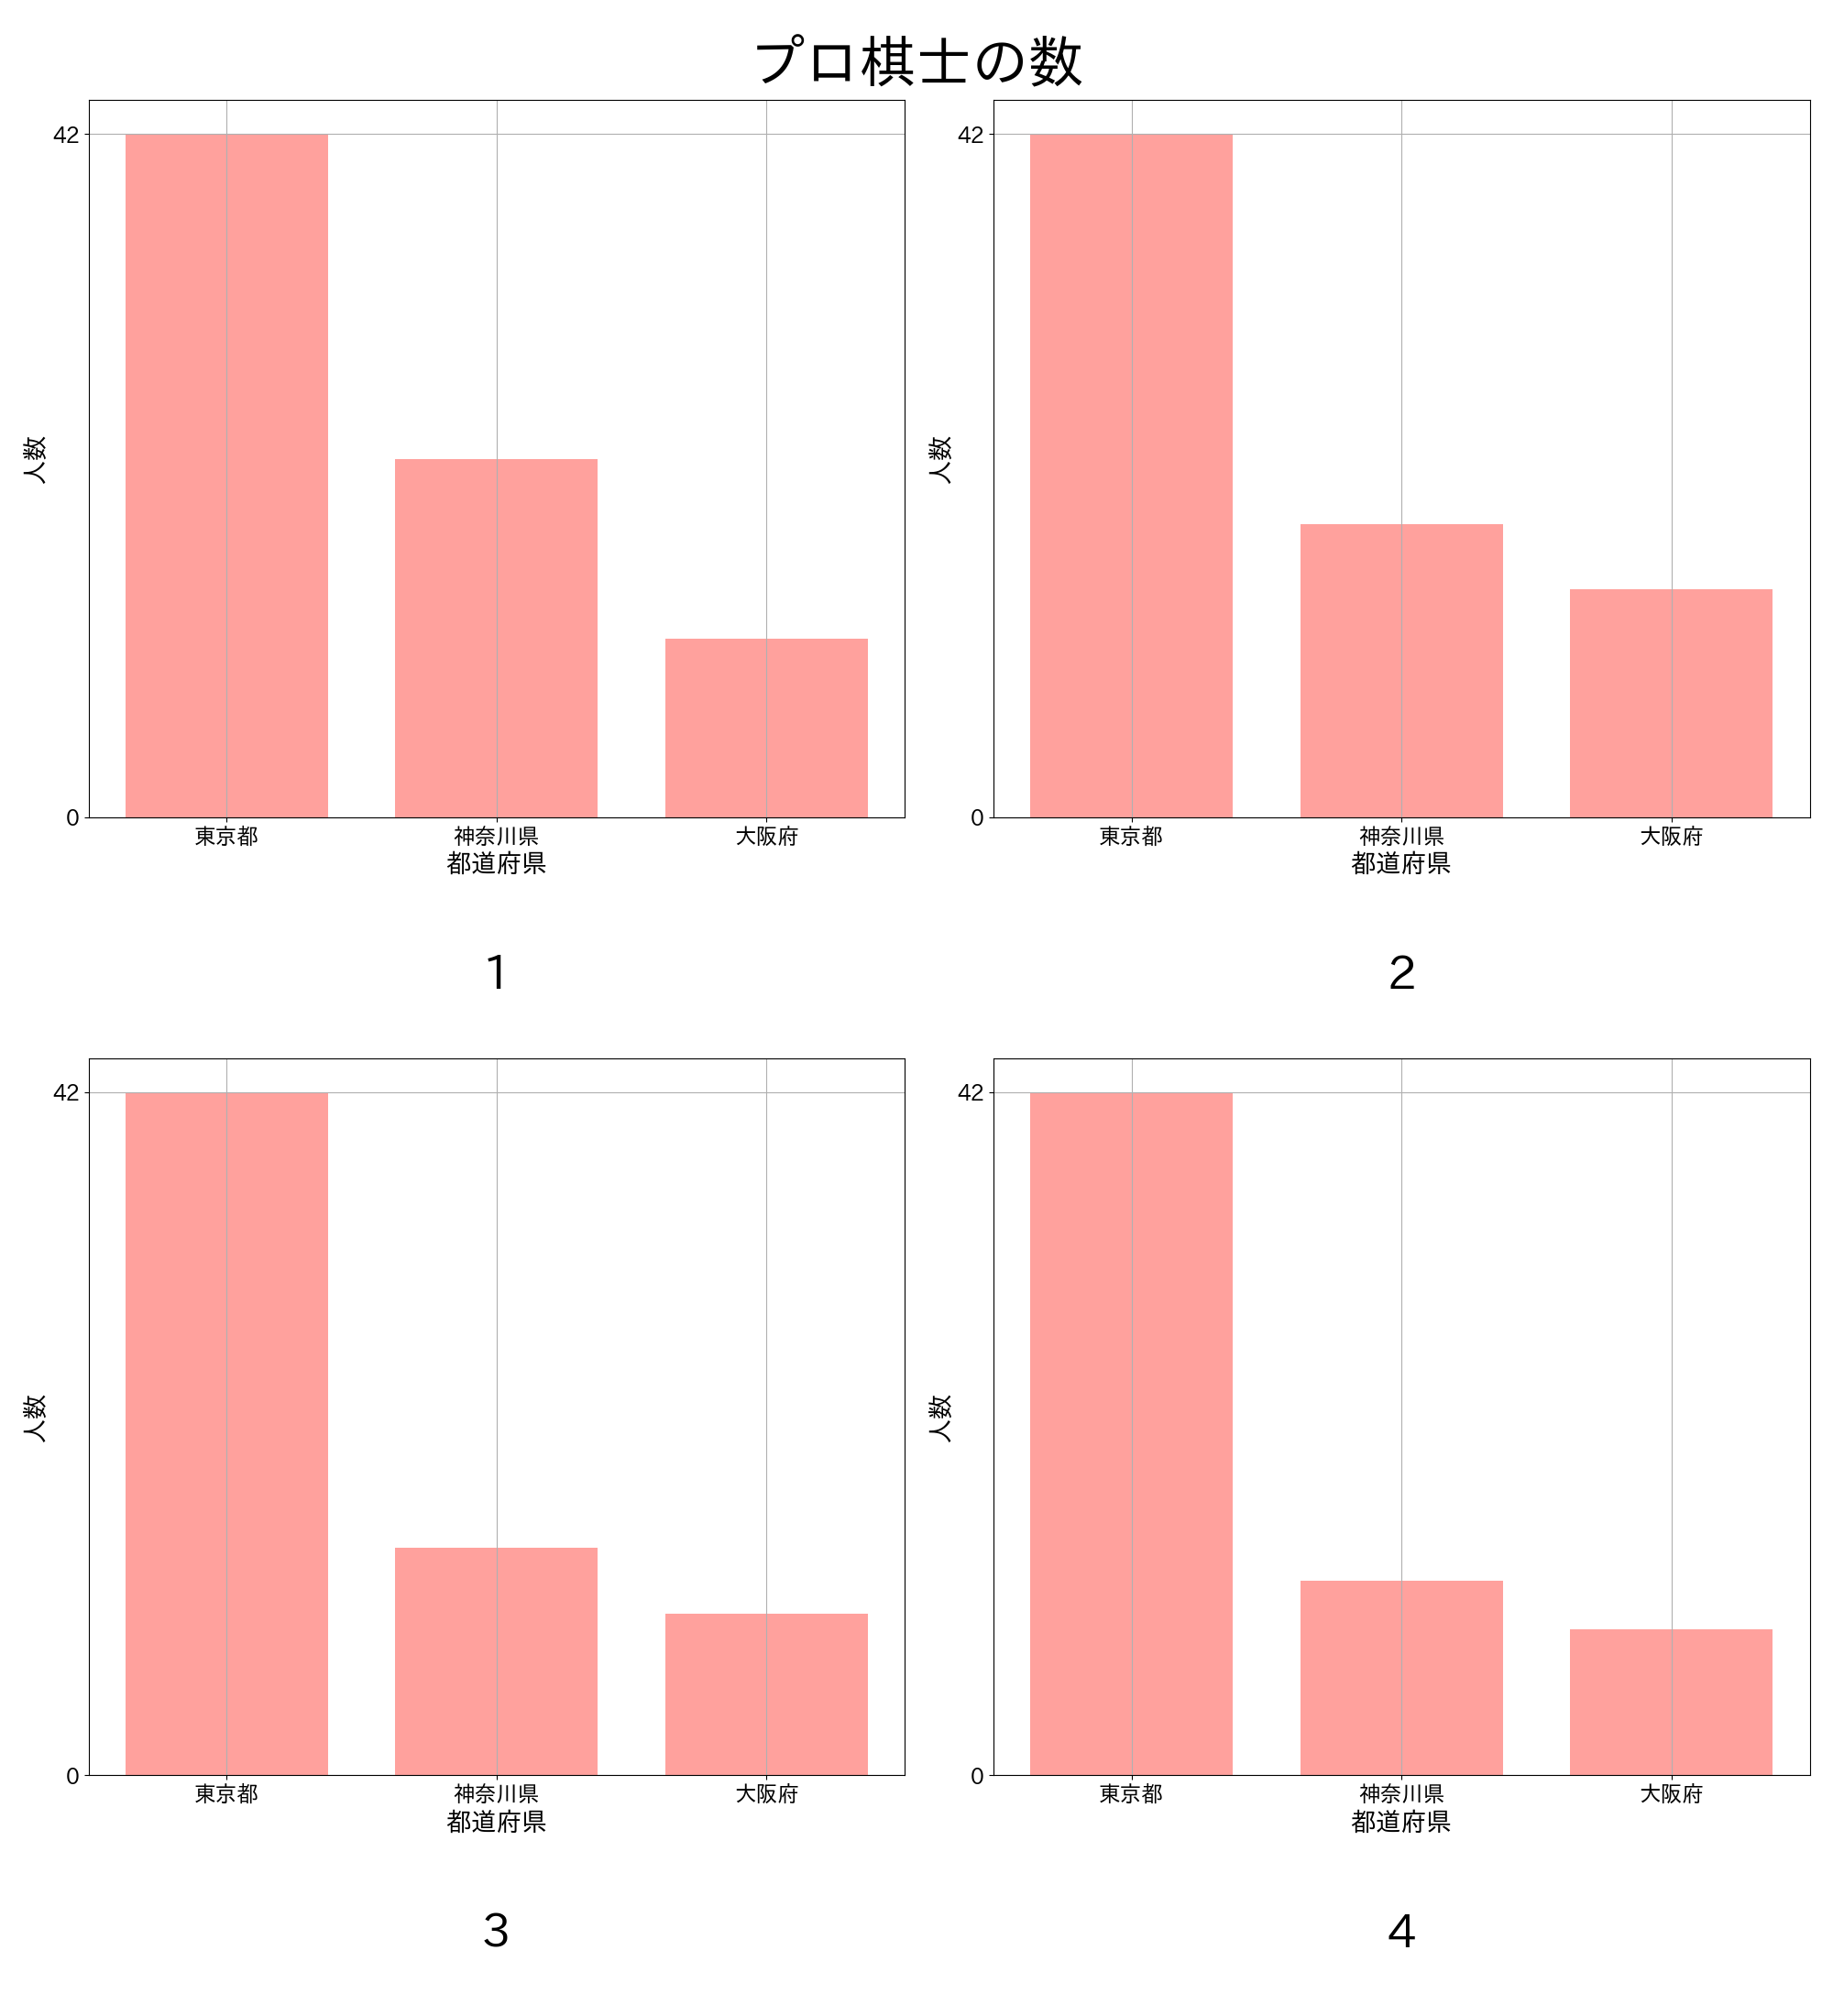 プロ棋士の数
42
人数
0
東京都 神奈川県 大阪府
都道府県
1
42
人数
0
東京都 神奈川県 大阪府
都道府県
2
42
人数
0
東京都 神奈川県 大阪府
都道府県
3
42
人数
0
東京都 神奈川県 大阪府
都道府県
4